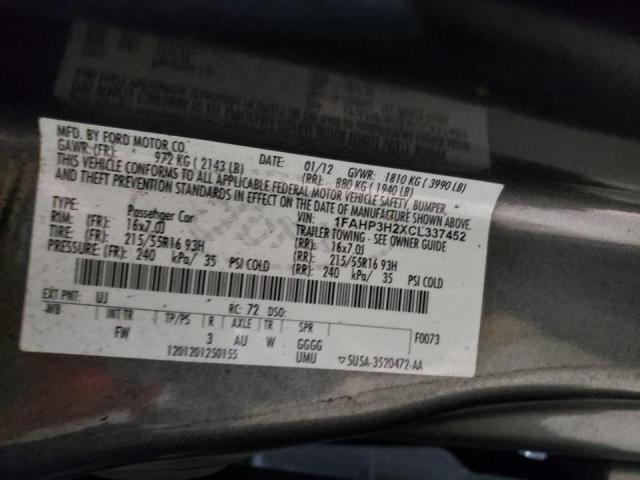 MFD. BY FORD MOTOR CO.
DATE: 01/12 GVWR: 1810 KG ( 3990 LB)
GAWR:(FR): 972 KG ( 2143 LB) (RR): 880 KG ( 1940 LB)
THIS VEHICLE CONFORMS TO ALL APPLICABLE FEDERAL MOTOR VEHICLE SAFETY, BUMPER,
AND THEFT PREVENTION STANDARDS IN EFFECT ON THE DATE OF MANUFACTURE SHOWN ABOVE.
VIN: 1FAHP3H2XCL337452
TYPE: Passenger Car TRAILER TOWING - SEE OWNER GUIDE
RIM: (FR): 16x7.0J (RR): 16x7.0J
TIRE: (FR): 215/55R16 93H (RR): 215/55R16 93H
PRESSURE: (FR): 240 kPa/ 35 PSI COLD (RR): 240 kPa/ 35 PSI COLD
EXT PNT: UJ RC: 72 DSO: F0073
WB INT TR TP/PS R AXLE TR SPR
FW 3 AU W GGGG
1201201250155 UMU ▽5U5A-3520472-AA